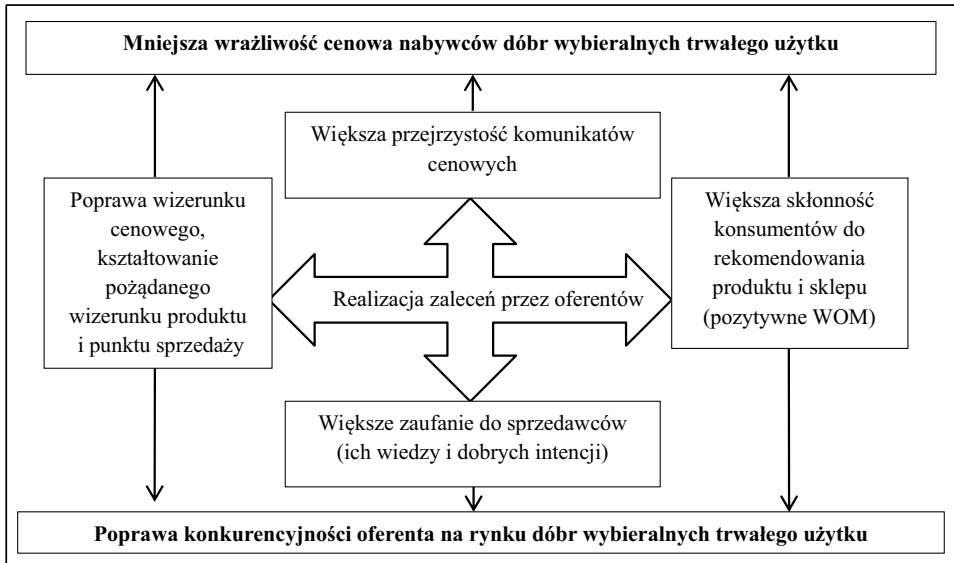 Mniejsza wrażliwość cenowa nabywców dóbr wybieralnych trwałego użytku
Większa przejrzystość komunikatów
cenowych
Poprawa wizerunku
cenowego,
kształtowanie
pożądanego
wizerunku produktu
i punktu sprzedaży
Realizacja zaleceń przez oferentów
Większa skłonność
konsumentów do
rekomendowania
produktu i sklepu
(pozytywne WOM)
Większe zaufanie do sprzedawców
(ich wiedzy i dobrych intencji)
Poprawa konkurencyjności oferenta na rynku dóbr wybieralnych trwałego użytku